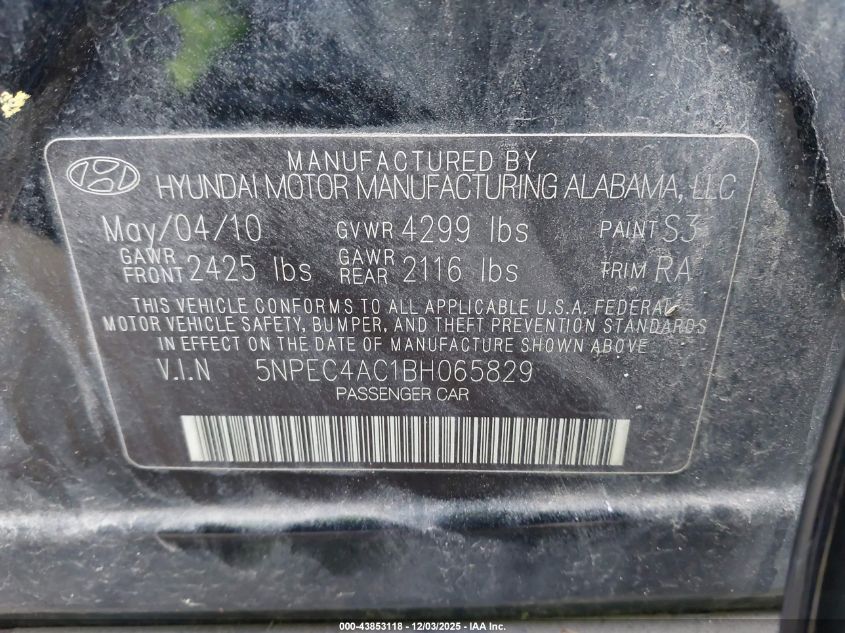 MANUFACTURED BY
HYUNDAI MOTOR MANUFACTURING ALABAMA, LLC
May/04/10 GVWR 4299 lbs PAINT S3
GAWR FRONT 2425 lbs GAWR REAR 2116 lbs TRIM RA
THIS VEHICLE CONFORMS TO ALL APPLICABLE U.S.A. FEDERAL
MOTOR VEHICLE SAFETY, BUMPER, AND THEFT PREVENTION STANDARDS
IN EFFECT ON THE DATE OF MANUFACTURE SHOWN ABOVE
V.I.N 5NPEC4AC1BH065829
PASSENGER CAR
000-43853118 - 12/03/2025 - IAA Inc.